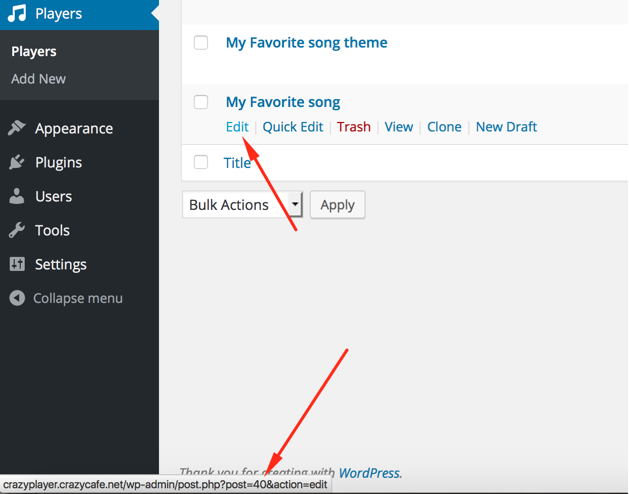 Players
Players
Add New
Appearance
Plugins
Users
Tools
Settings
Collapse menu
My Favorite song theme
My Favorite song
Edit | Quick Edit | Trash | View | Clone | New Draft
Title
Bulk Actions
Apply
Thank you for creating with WordPress.
crazyplayer.crazycafe.net/wp-admin/post.php?post=40&action=edit